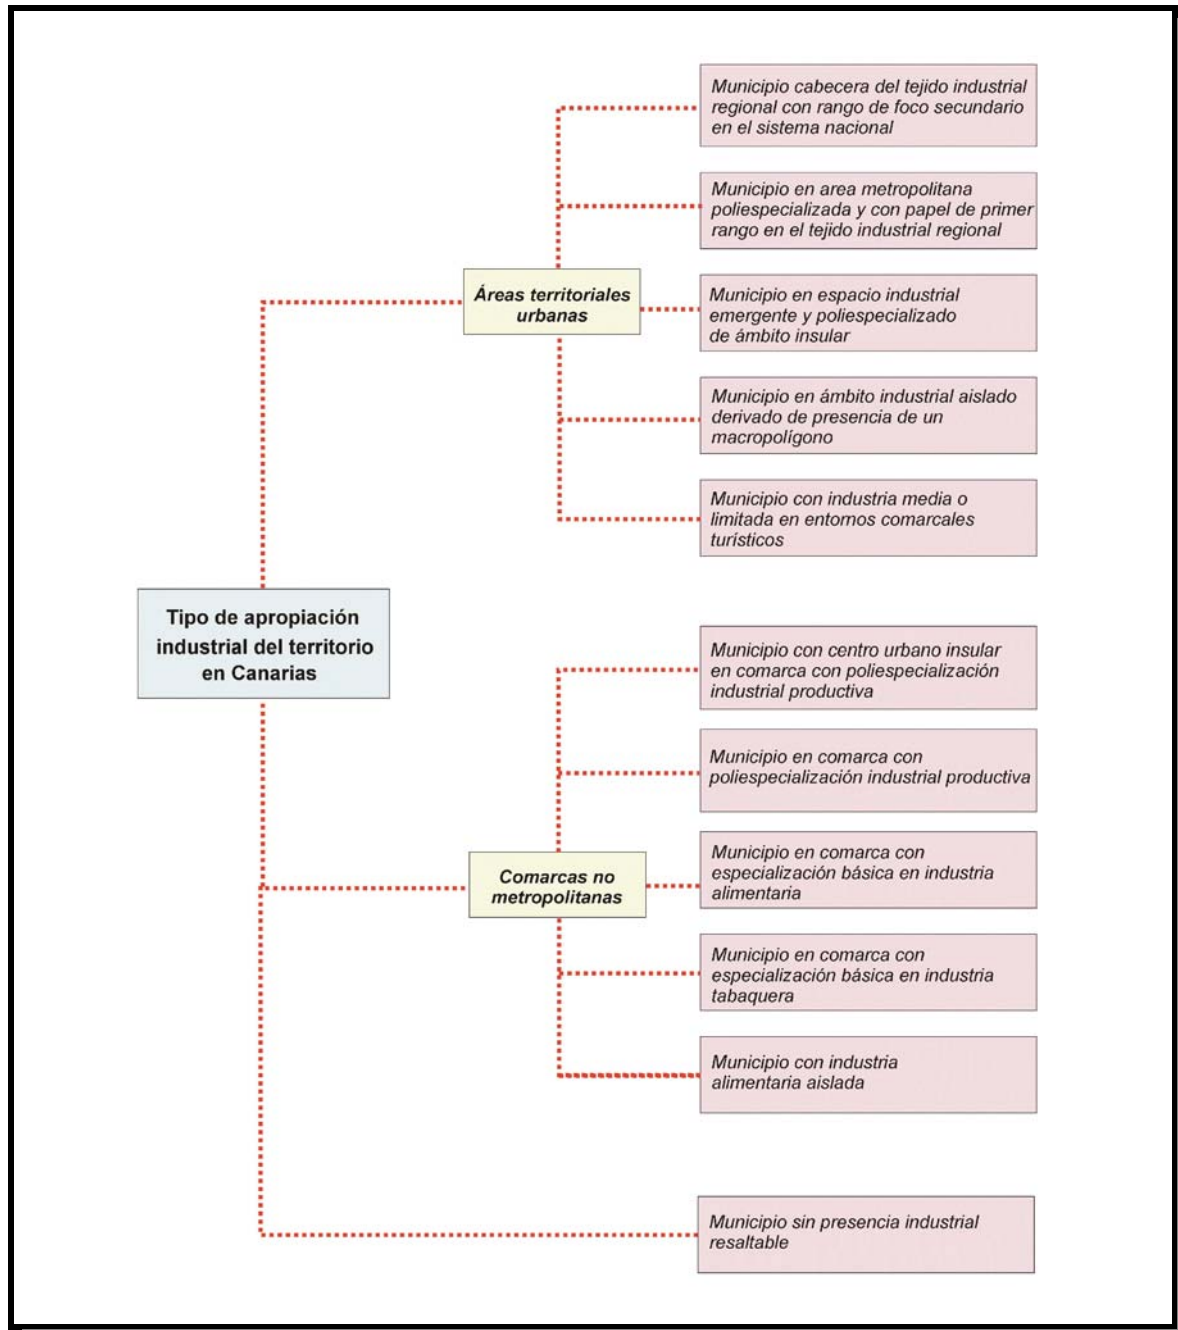 Municipio cabecera del tejido industrial
regional con rango de foco secundario
en el sistema nacional
Municipio en area metropolitana
poliespecializada y con papel de primer
rango en el tejido industrial regional
Áreas territoriales
urbanas
Municipio en espacio industrial
emergente y poliespecializado
de ámbito insular
Municipio en ámbito industrial aislado
derivado de presencia de un
macropolígono
Municipio con industria media o
limitada en entornos comarcales
turísticos
Tipo de apropiación
industrial del territorio
en Canarias
Municipio con centro urbano insular
en comarca con poliespecialización
industrial productiva
Municipio en comarca con
poliespecialización industrial productiva
Comarcas no
metropolitanas
Municipio en comarca con
especialización básica en industria
alimentaria
Municipio en comarca con
especialización básica en industria
tabaquera
Municipio con industria
alimentaria aislada
Municipio sin presencia industrial
resaltable